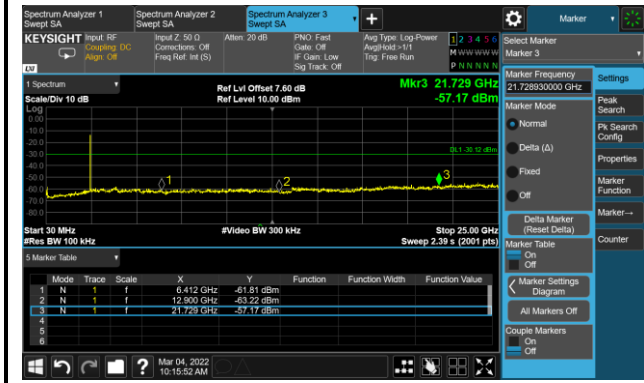 Spectrum Analyzer 1
Swept SA
Spectrum Analyzer 2
Swept SA
Spectrum Analyzer 3
Swept SA
+
Marker
KEYSIGHT
Input: RF
Coupling: DC
Align: Off
Input Z: 50 Ω
Corrections: Off
Freq Ref: Int (S)
Atten: 20 dB
PNO: Fast
Gate: Off
IF Gain: Low
Sig Track: Off
Avg Type: Log-Power
Avg|Hold:>1/1
Trig: Free Run
1 2 3 4 5 6
M W W W W W
P N N N N N
LXI
1 Spectrum
Scale/Div 10 dB
Ref Lvl Offset 7.60 dB
Ref Level 10.00 dBm
Mkr3 21.729 GHz
-57.17 dBm
Log
0.00
-10.0
-20.0
-30.0
-40.0
-50.0
-60.0
-70.0
-80.0
DL1 -30.12 dBm
1
2
3
Start 30 MHz
#Res BW 100 kHz
#Video BW 300 kHz
Stop 25.00 GHz
Sweep 2.39 s (2001 pts)
5 Marker Table
Mode Trace Scale X Y Function Function Width Function Value
1 N 1 f 6.412 GHz -61.81 dBm
2 N 1 f 12.900 GHz -63.22 dBm
3 N 1 f 21.729 GHz -57.17 dBm
4
5
6
Mar 04, 2022
10:15:52 AM
Select Marker
Marker 3
Marker Frequency
21.728930000 GHz
Marker Mode
Normal
Delta (Δ)
Fixed
Off
Delta Marker
(Reset Delta)
Marker Table
On
Off
Marker Settings
Diagram
All Markers Off
Couple Markers
On
Off
Settings
Peak
Search
Pk Search
Config
Properties
Marker
Function
Marker→
Counter